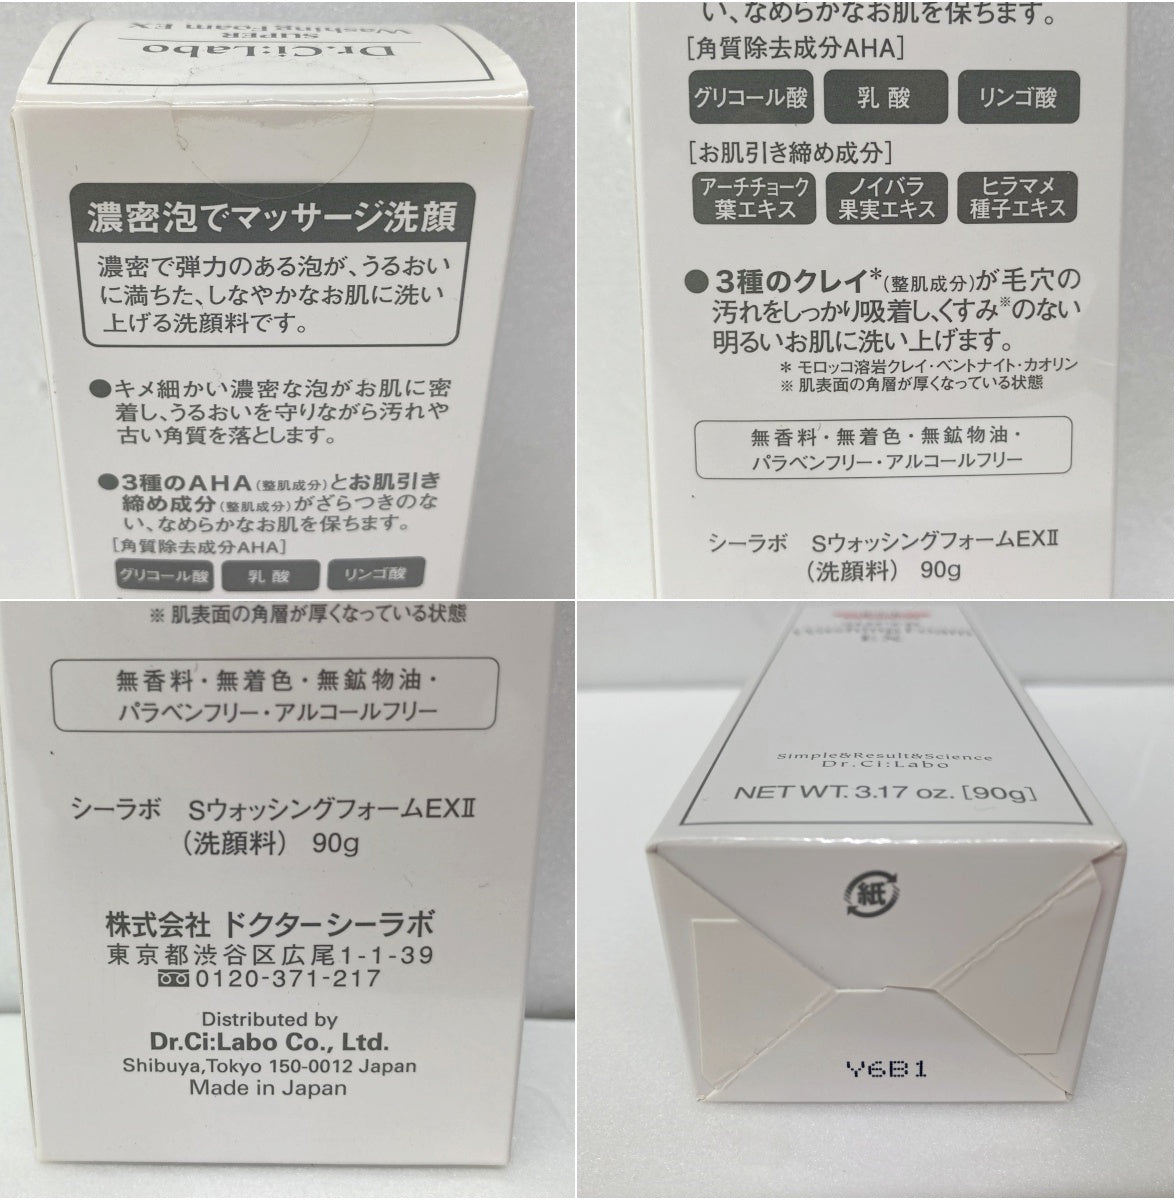 Dr.Ci:Labo
SUPER
Washing Foam EX
濃密泡でマッサージ洗顔
濃密で弾力のある泡が、うるおい
に満ちた、しなやかなお肌に洗い
上げる洗顔料です。
●キメ細かい濃密な泡がお肌に密
着し、うるおいを守りながら汚れや
古い角質を落とします。
●3種のAHA(整肌成分)とお肌引き
締め成分(整肌成分)がざらつきのな
い、なめらかなお肌を保ちます。
[角質除去成分AHA]
グリコール酸 乳酸 リンゴ酸
い、なめらかなお肌を保ちます。
[角質除去成分AHA]
グリコール酸 乳酸 リンゴ酸
[お肌引き締め成分]
アーチチョーク ノイバラ ヒラマメ
葉エキス 果実エキス 種子エキス
●3種のクレイ*(整肌成分)が毛穴の
汚れをしっかり吸着し、くすみ※のない
明るいお肌に洗い上げます。
＊ モロッコ溶岩クレイ・ベントナイト・カオリン
※ 肌表面の角層が厚くなっている状態
無香料・無着色・無鉱物油・
パラベンフリー・アルコールフリー
シーラボ SウォッシングフォームEXⅡ
(洗顔料) 90g
※ 肌表面の角層が厚くなっている状態
無香料・無着色・無鉱物油・
パラベンフリー・アルコールフリー
シーラボ SウォッシングフォームEXⅡ
(洗顔料) 90g
株式会社 ドクターシーラボ
東京都渋谷区広尾1-1-39
0120-371-217
Distributed by
Dr.Ci:Labo Co., Ltd.
Shibuya,Tokyo 150-0012 Japan
Made in Japan
Simple&Result&Science
Dr.Ci:Labo
NET WT. 3.17 oz. [90g]
紙
Y6B1